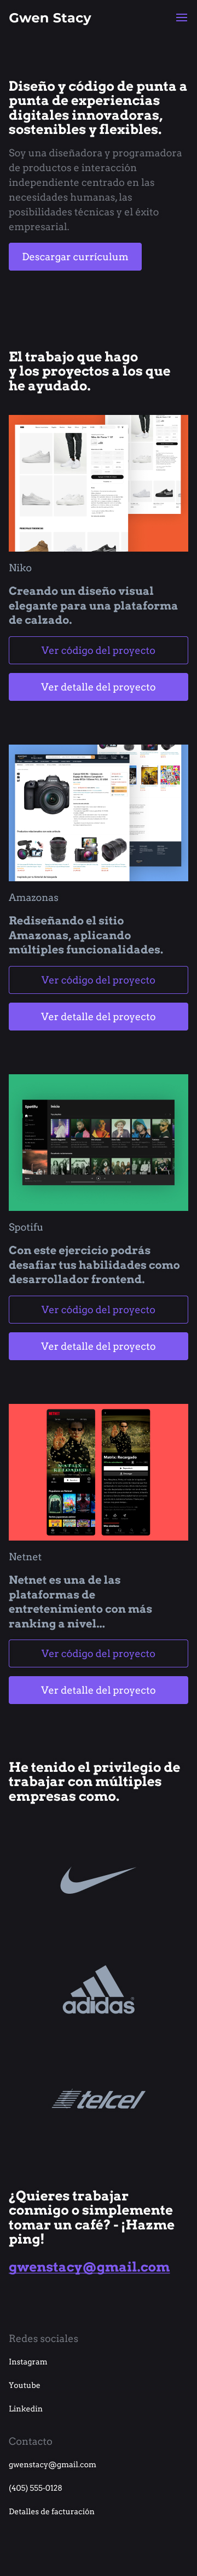 Gwen Stacy
Diseño y código de punta a
punta de experiencias
digitales innovadoras,
sostenibles y flexibles.
Soy una diseñadora y programadora
de productos e interacción
independiente centrado en las
necesidades humanas, las
posibilidades técnicas y el éxito
empresarial.
Descargar currículum
El trabajo que hago
y los proyectos a los que
he ayudado.
Niko
Creando un diseño visual
elegante para una plataforma
de calzado.
Ver código del proyecto
Ver detalle del proyecto
Amazonas
Rediseñando el sitio
Amazonas, aplicando
múltiples funcionalidades.
Ver código del proyecto
Ver detalle del proyecto
Spotifu
Inicio
Spotifu
Con este ejercicio podrás
desafiar tus habilidades como
desarrollador frontend.
Ver código del proyecto
Ver detalle del proyecto
Netnet
Netnet es una de las
plataformas de
entretenimiento con más
ranking a nivel...
Ver código del proyecto
Ver detalle del proyecto
He tenido el privilegio de
trabajar con múltiples
empresas como.
adidas
telcel
¿Quieres trabajar
conmigo o simplemente
tomar un café? - ¡Hazme
ping!
gwenstacy@gmail.com
Redes sociales
Instagram
Youtube
Linkedin
Contacto
gwenstacy@gmail.com
(405) 555-0128
Detalles de facturación